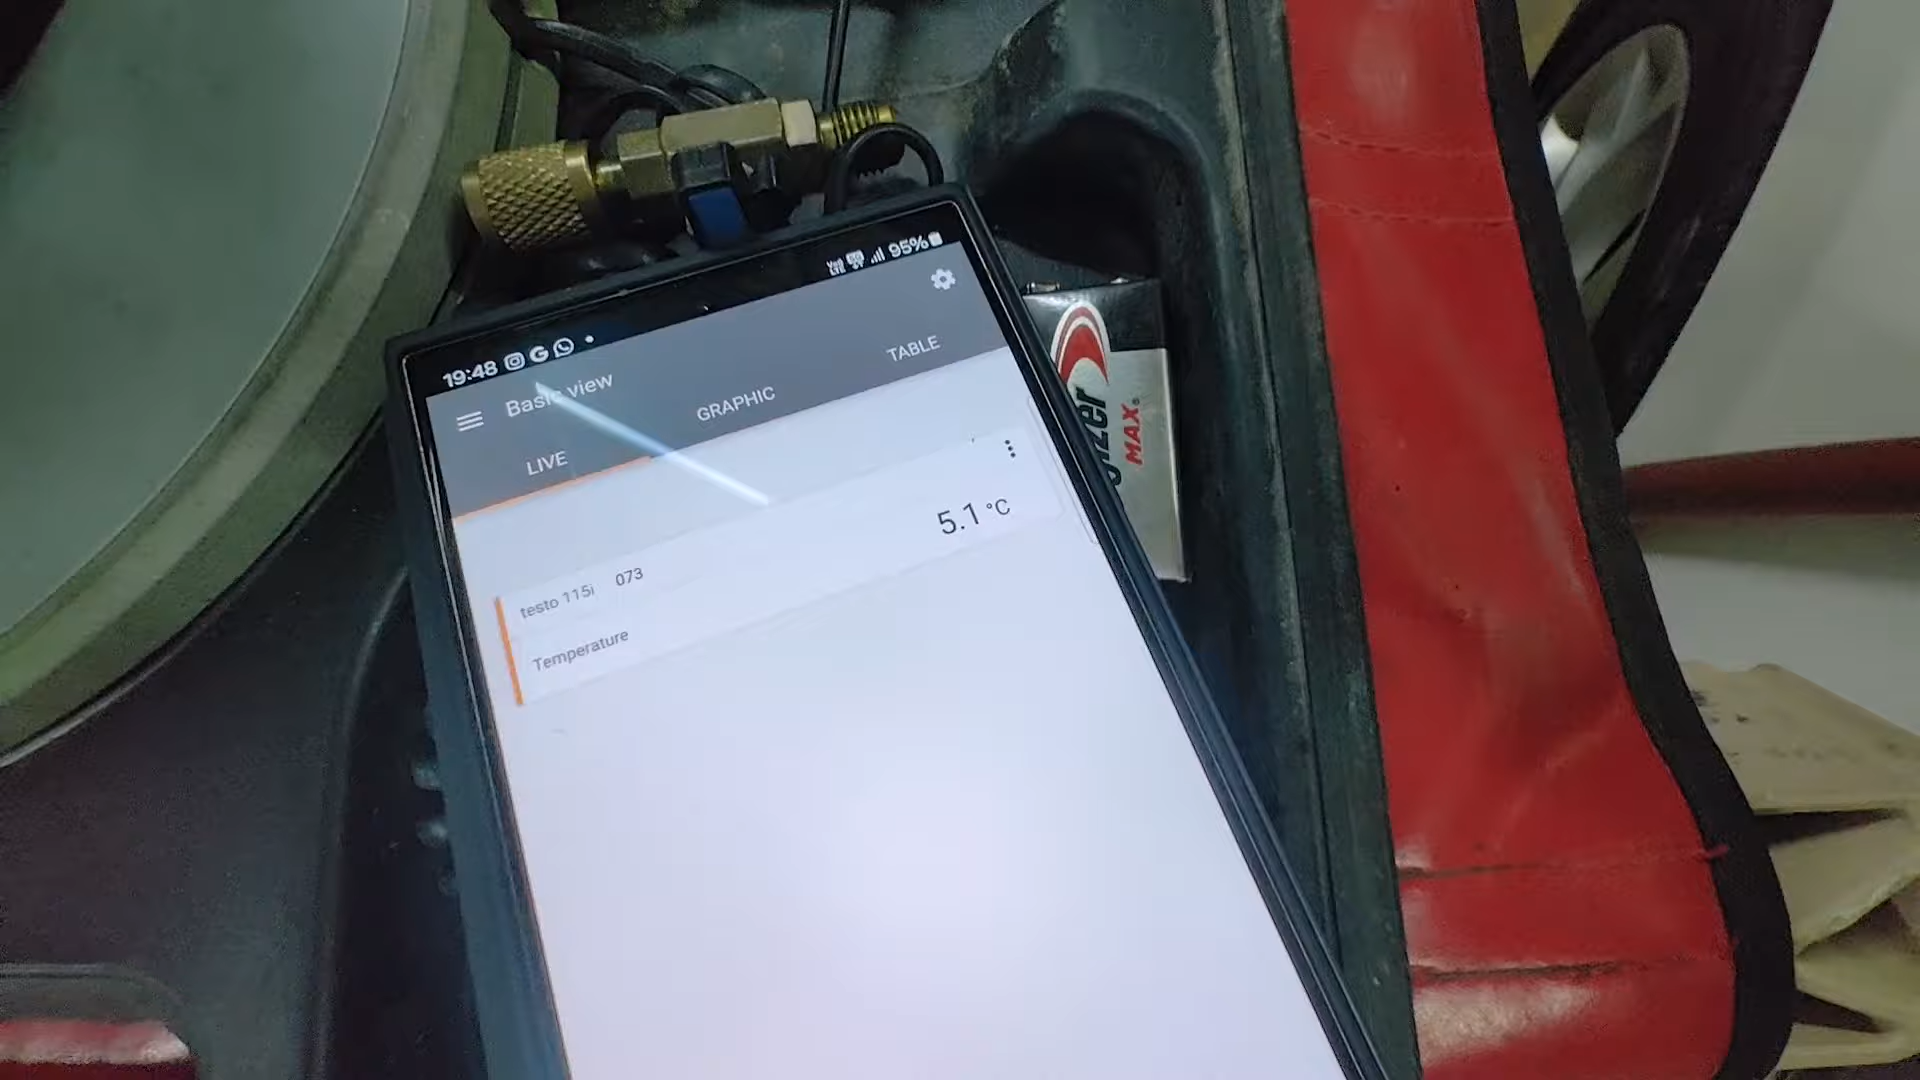 19:48 95%
Basic view
LIVE GRAPHIC TABLE
testo 115i 073
Temperature 5.1 °C
MAX